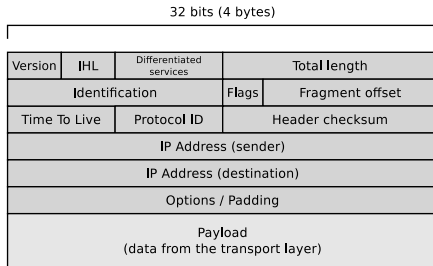 32 bits (4 bytes)
Version IHL Differentiated services Total length
Identification Flags Fragment offset
Time To Live Protocol ID Header checksum
IP Address (sender)
IP Address (destination)
Options / Padding
Payload
(data from the transport layer)